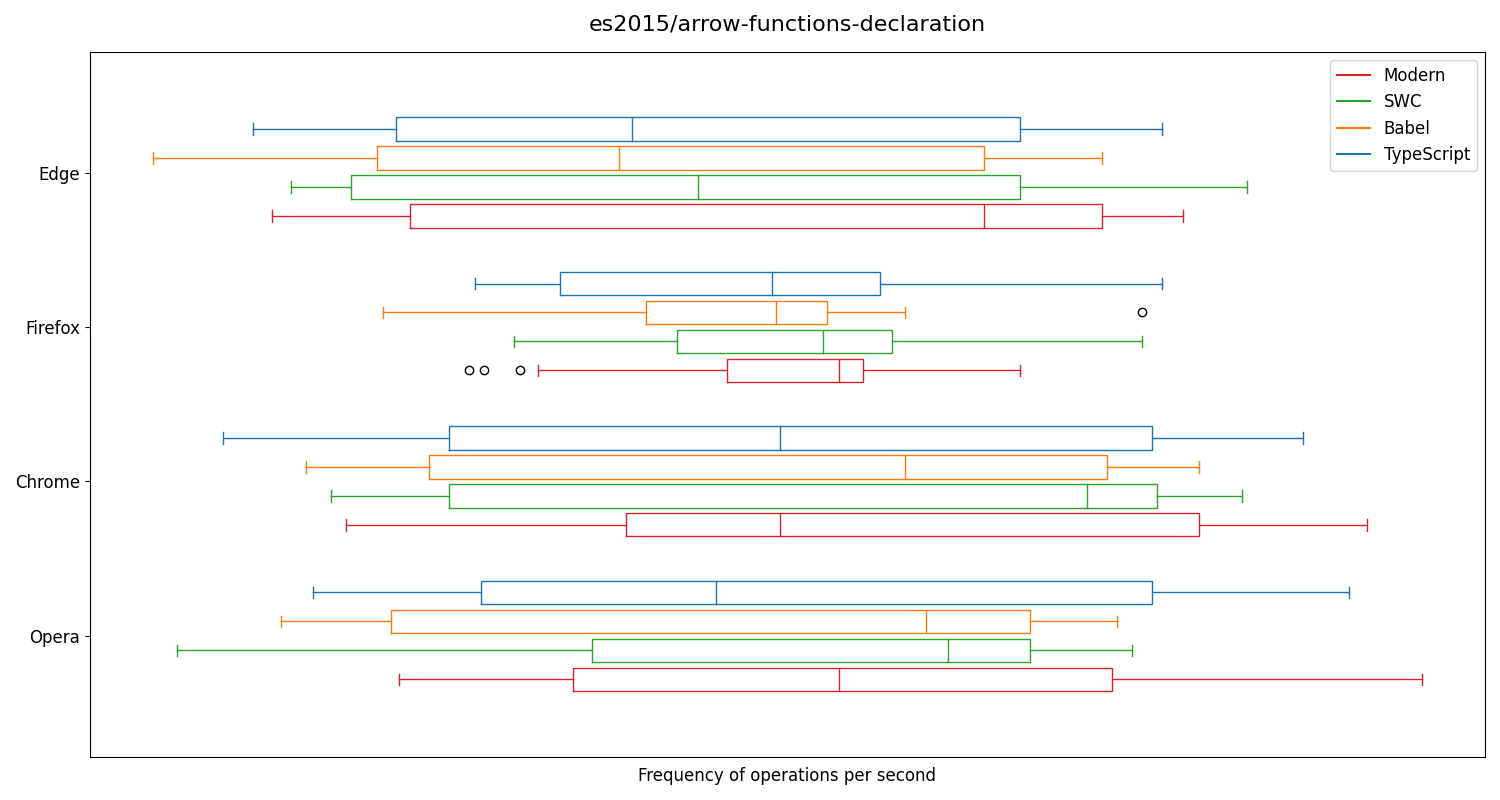 es2015/arrow-functions-declaration
Modern
SWC
Babel
TypeScript
Edge
Firefox
Chrome
Opera
Frequency of operations per second